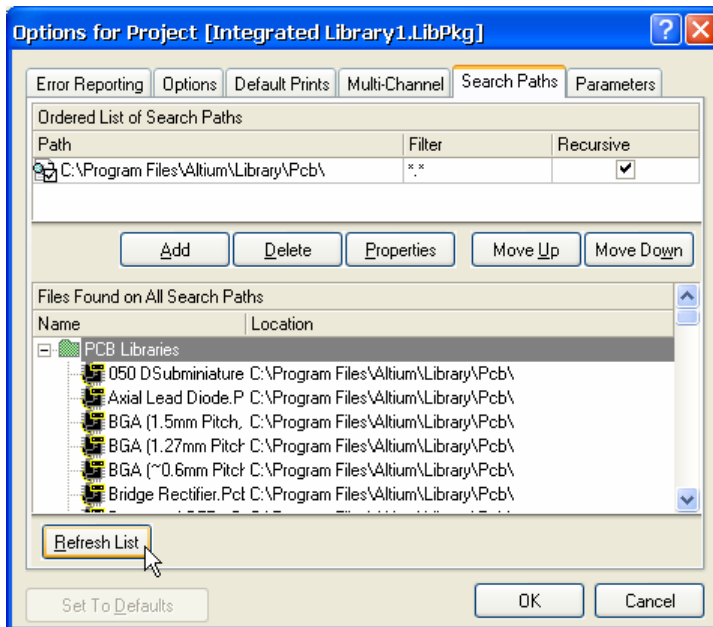 Options for Project [Integrated Library1.LibPkg]
Error Reporting Options Default Prints Multi-Channel Search Paths Parameters
Ordered List of Search Paths
Path Filter Recursive
C:\Program Files\Altium\Library\Pcb\ *.*
Add Delete Properties Move Up Move Down
Files Found on All Search Paths
Name Location
PCB Libraries
050 DSubminiature C:\Program Files\Altium\Library\Pcb\
Axial Lead Diode.P C:\Program Files\Altium\Library\Pcb\
BGA (1.5mm Pitch, C:\Program Files\Altium\Library\Pcb\
BGA (1.27mm Pitch C:\Program Files\Altium\Library\Pcb\
BGA (~0.6mm Pitch C:\Program Files\Altium\Library\Pcb\
Bridge Rectifier.Pcb C:\Program Files\Altium\Library\Pcb\
Refresh List
Set To Defaults OK Cancel